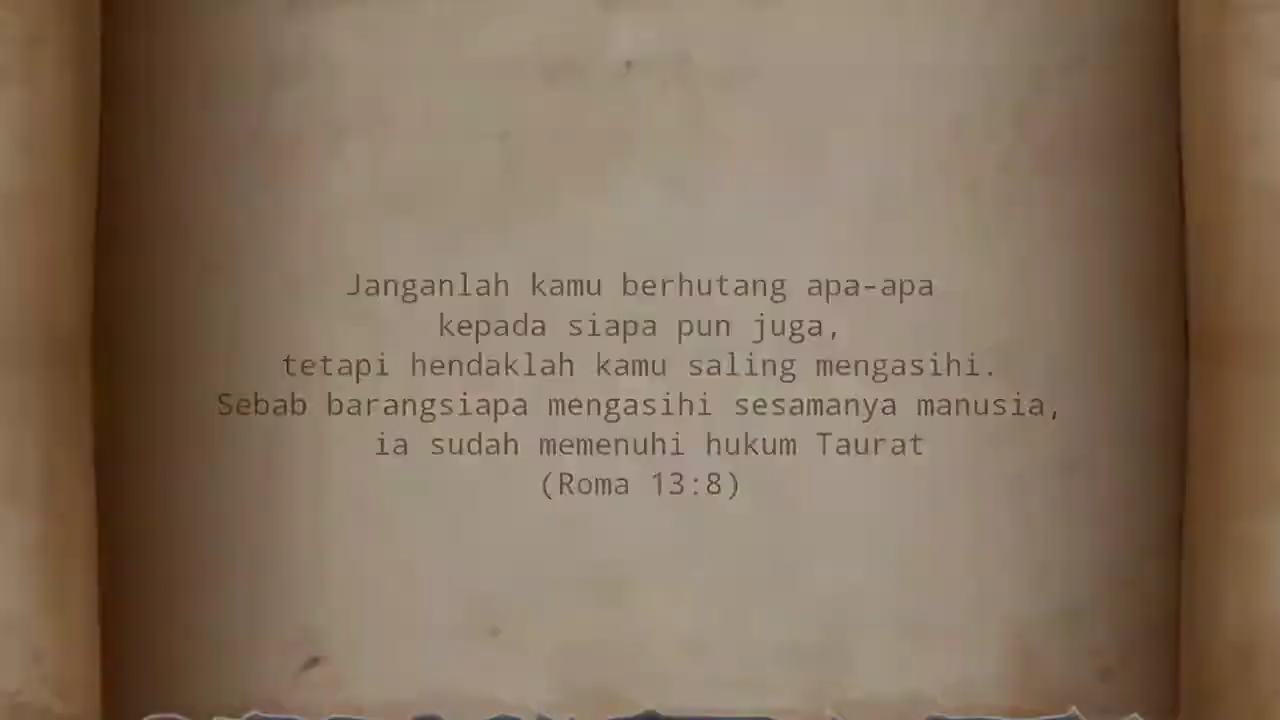 Janganlah kamu berhutang apa-apa
kepada siapa pun juga,
tetapi hendaklah kamu saling mengasihi.
Sebab barangsiapa mengasihi sesamanya manusia,
ia sudah memenuhi hukum Taurat
(Roma 13:8)